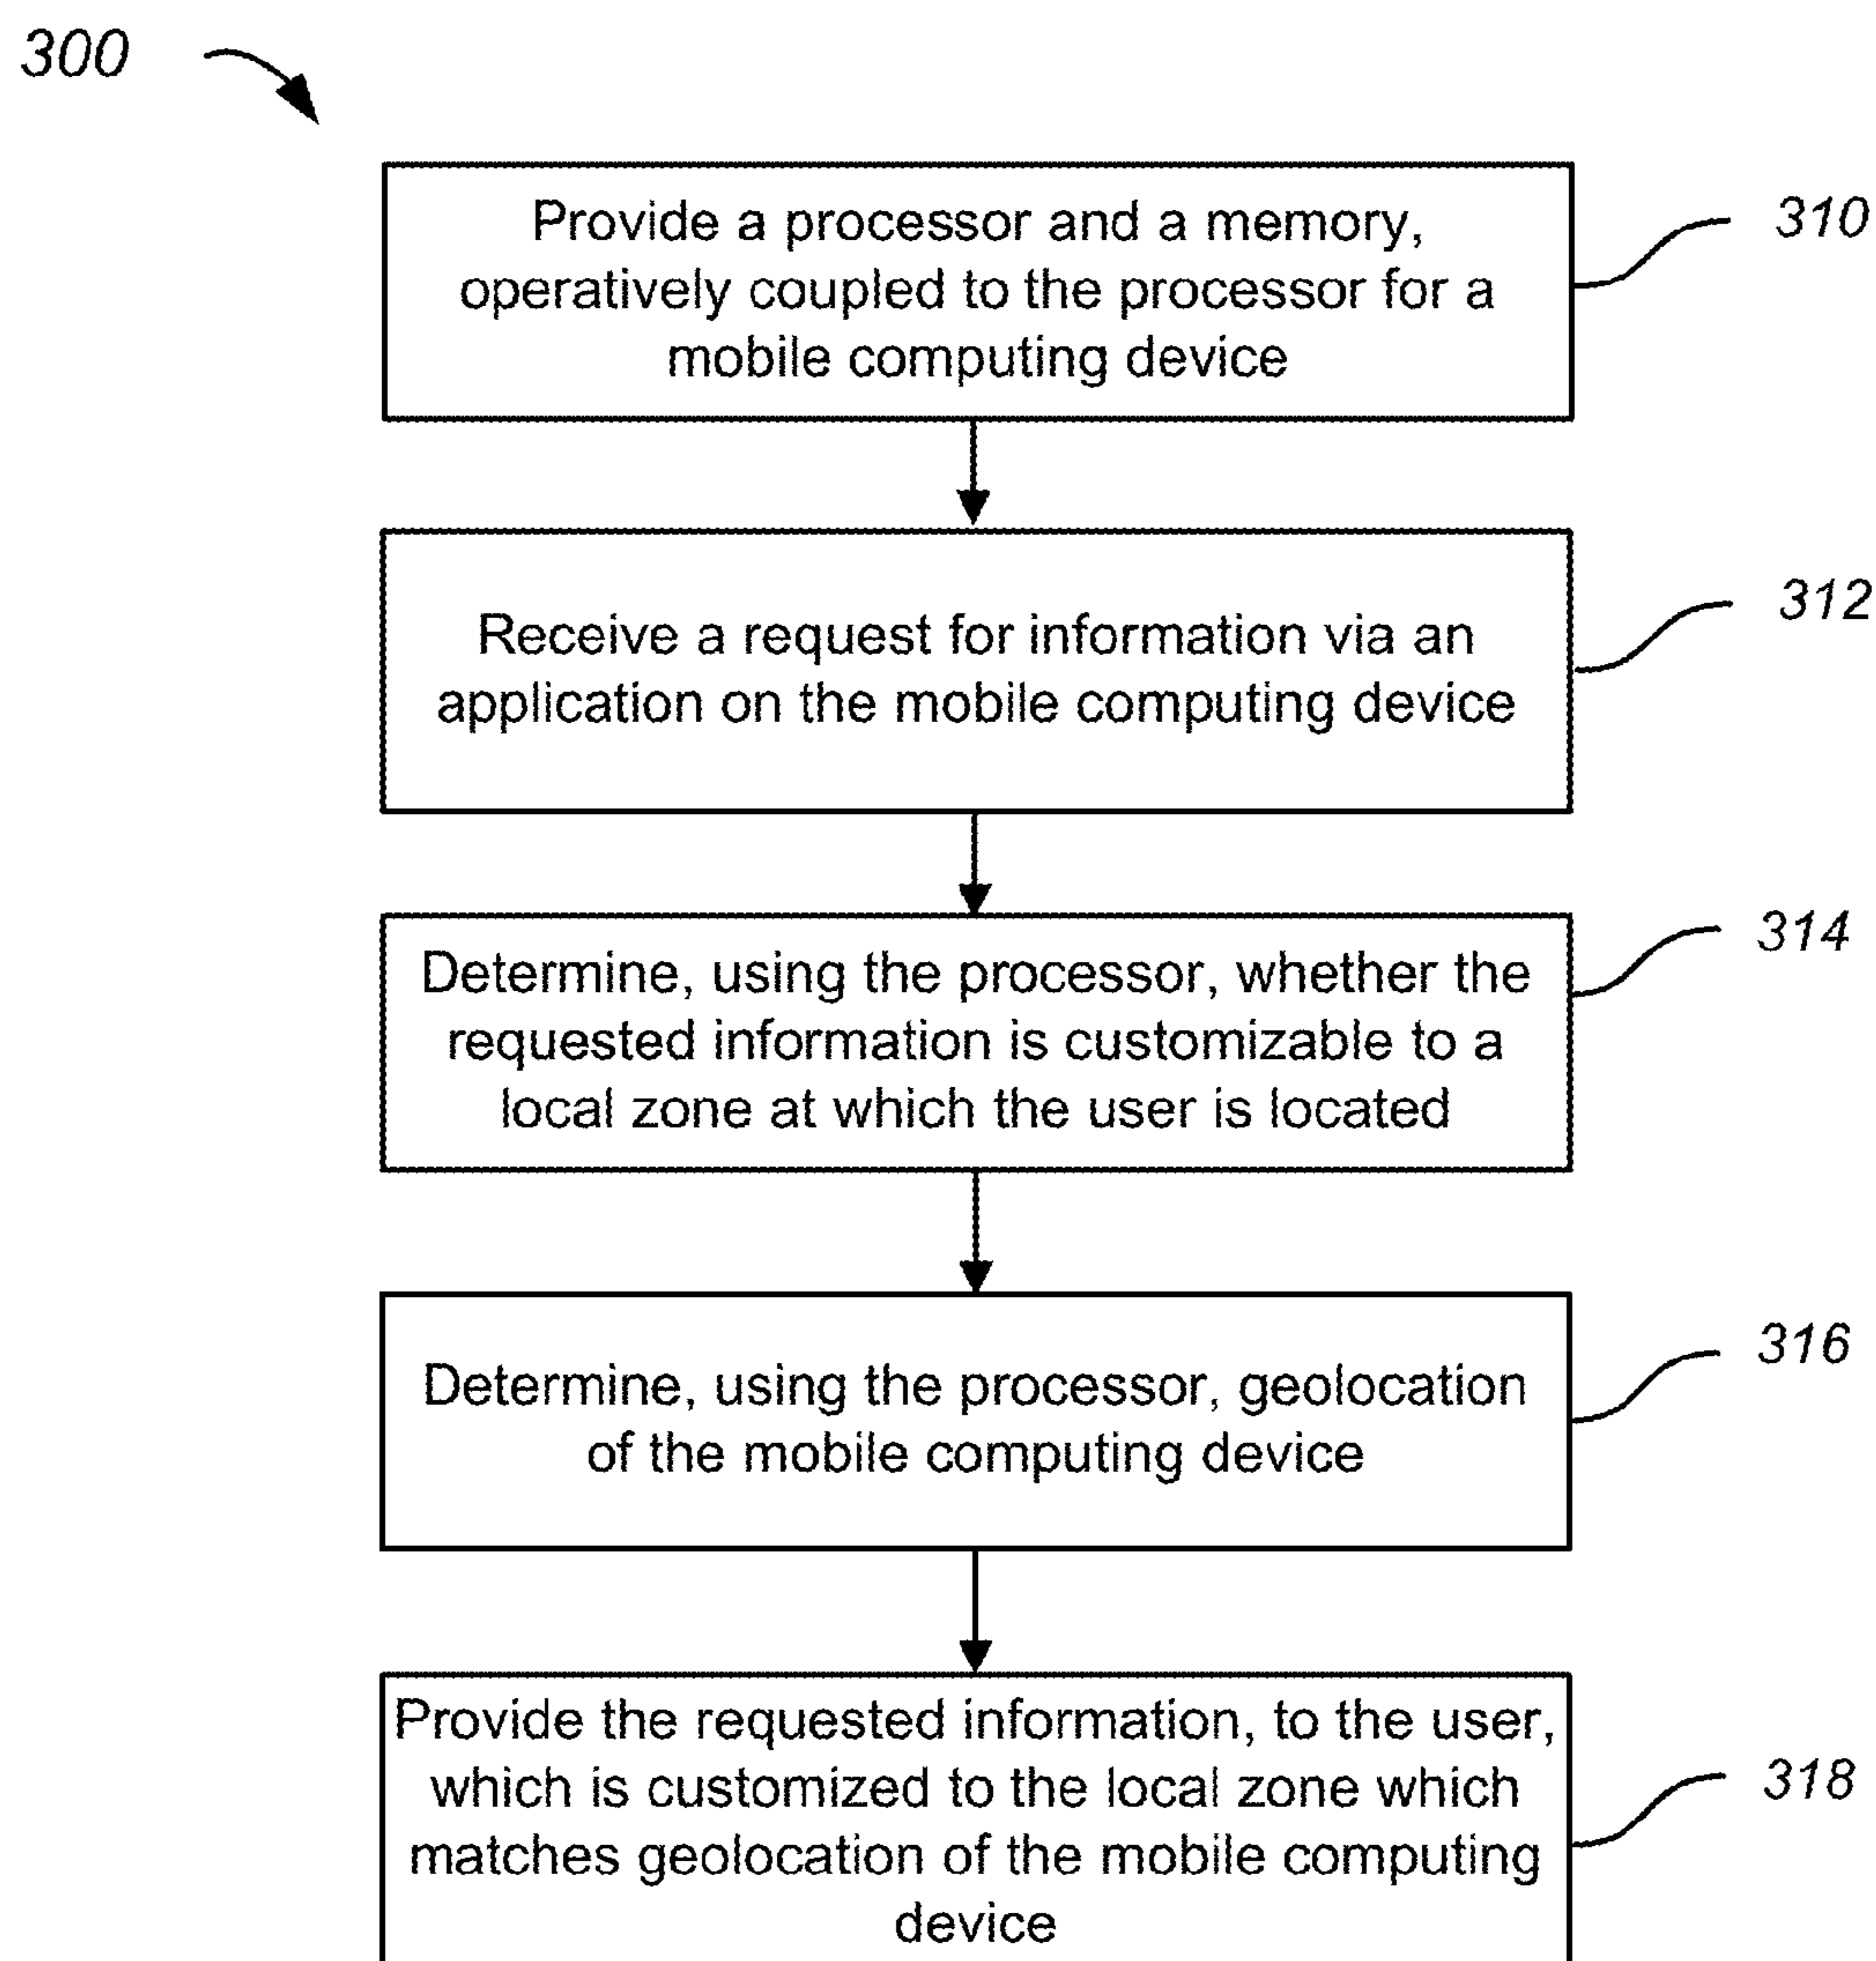 300
Provide a processor and a memory,
operatively coupled to the processor for a
mobile computing device
310
Receive a request for information via an
application on the mobile computing device
312
Determine, using the processor, whether the
requested information is customizable to a
local zone at which the user is located
314
Determine, using the processor, geolocation
of the mobile computing device
316
Provide the requested information, to the user,
which is customized to the local zone which
matches geolocation of the mobile computing
device
318